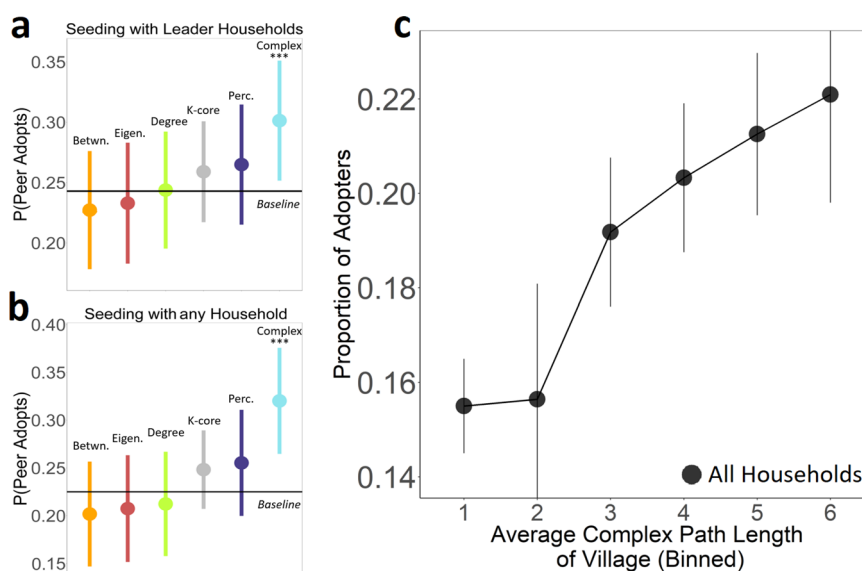 a
Seeding with Leader Households
P(Peer Adopts)
0.35
0.30
0.25
0.20
Betwn.
Eigen.
Degree
K-core
Perc.
Complex
***
Baseline
b
Seeding with any Household
P(Peer Adopts)
0.40
0.35
0.30
0.25
0.20
0.15
Betwn.
Eigen.
Degree
K-core
Perc.
Complex
***
Baseline
c
Proportion of Adopters
0.22
0.20
0.18
0.16
0.14
All Households
1 2 3 4 5 6
Average Complex Path Length
of Village (Binned)